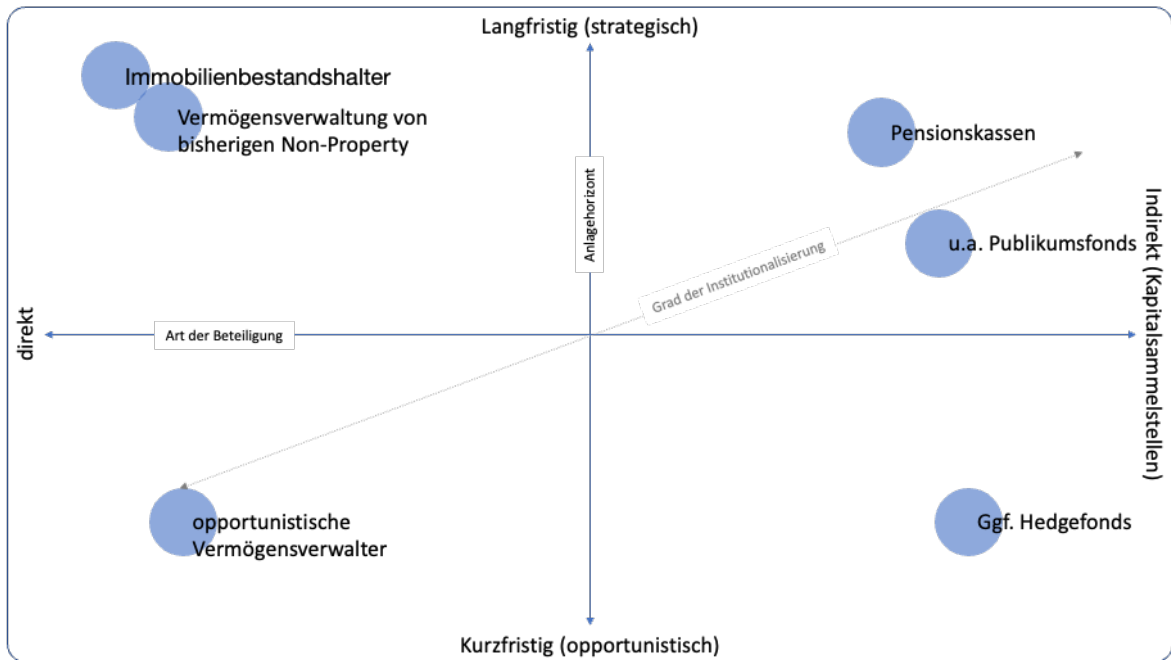 Langfristig (strategisch)
Immobilienbestandshalter
Vermögensverwaltung von
bisherigen Non-Property
Pensionskassen
Anlagehorizont
u.a. Publikumsfonds
Grad der Institutionalisierung
direkt
Art der Beteiligung
Indirekt (Kapitalsammelstellen)
opportunistische
Vermögensverwalter
Ggf. Hedgefonds
Kurzfristig (opportunistisch)